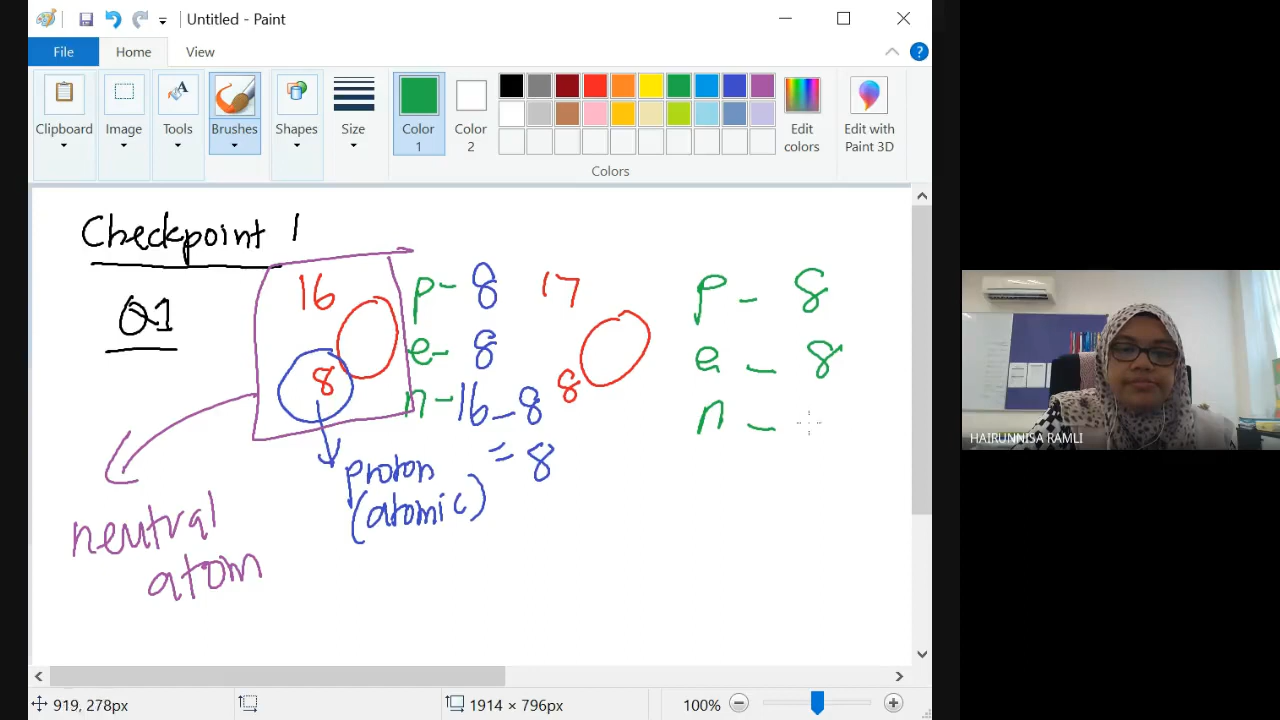 Untitled - Paint
File
Home
View
Clipboard
Image
Tools
Brushes
Shapes
Size
Color 1
Color 2
Edit colors
Edit with Paint 3D
Colors
Checkpoint 1
Q1
16
O
8
p- 8
e- 8
n- 16-8
= 8
17
O
8
p - 8
e - 8
n -
proton
(atomic)
neutral
atom
HAIRUNNISA RAMLI
919, 278px
1914 × 796px
100%